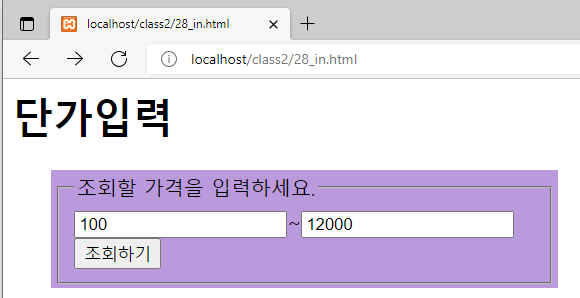 localhost/class2/28_in.html
localhost/class2/28_in.html
단가입력
조회할 가격을 입력하세요.
100 ~ 12000
조회하기